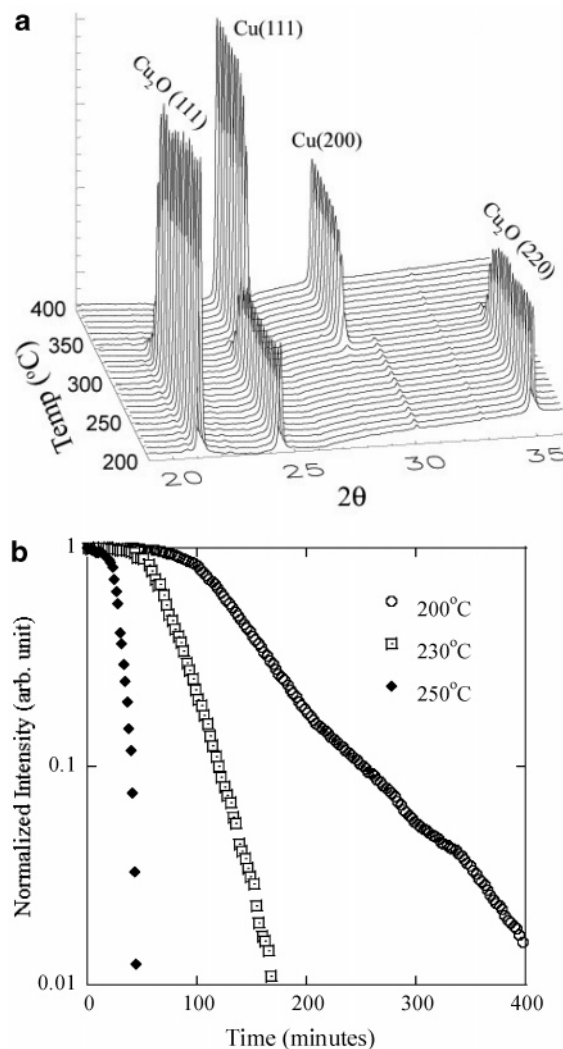 a
Cu(111)
Cu₂O (111)
Cu(200)
Cu₂O (220)
400
350
300
250
200
Temp (°C)
20
25
30
35
2θ
b
1
0.1
0.01
Normalized Intensity (arb. unit)
200°C
230°C
250°C
0
100
200
300
400
Time (minutes)